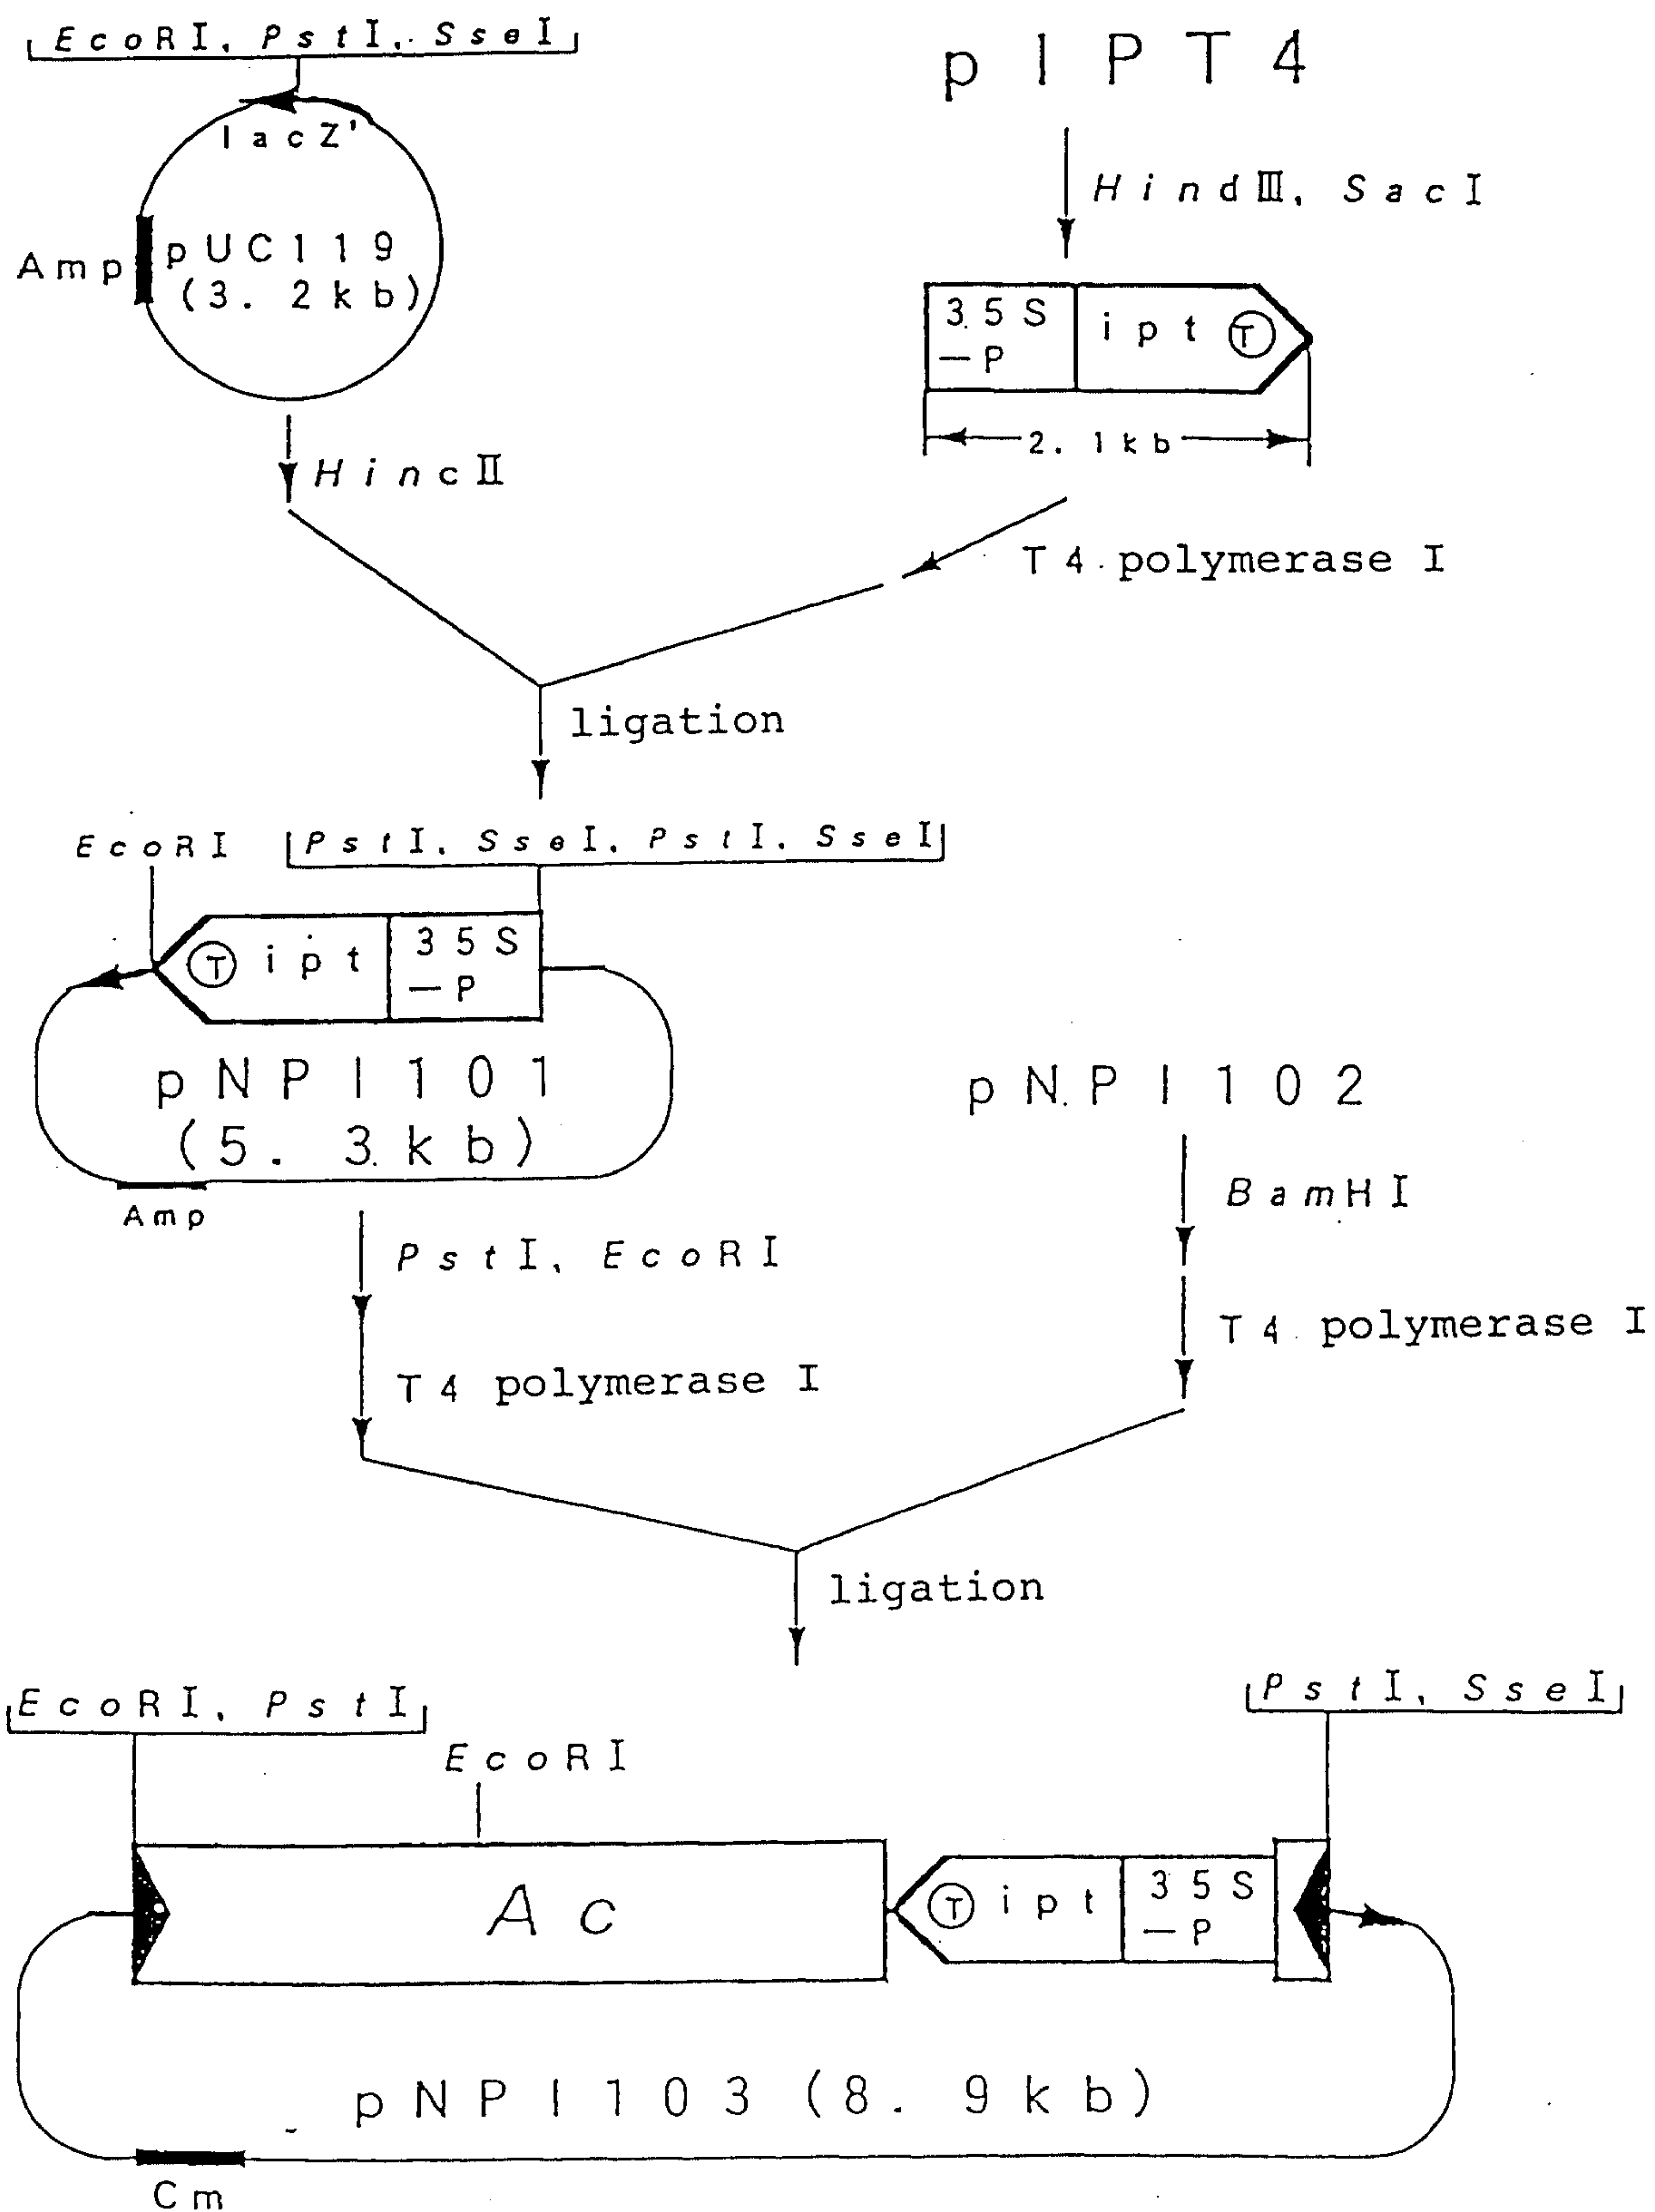 EcoRI, PstI, SseI
lacZ'
Amp
pUC119
(3.2kb)
HincII
pIPT4
HindIII, SacI
35S
-P
ipt T
2.1kb
T4 polymerase I
ligation
EcoRI
PstI, SseI, PstI, SseI
T ipt
35S
-P
pNPI101
(5.3kb)
Amp
pNPI102
BamHI
PstI, EcoRI
T4 polymerase I
T4 polymerase I
ligation
EcoRI, PstI
PstI, SseI
EcoRI
Ac
T ipt
35S
-P
pNPI103 (8.9kb)
Cm